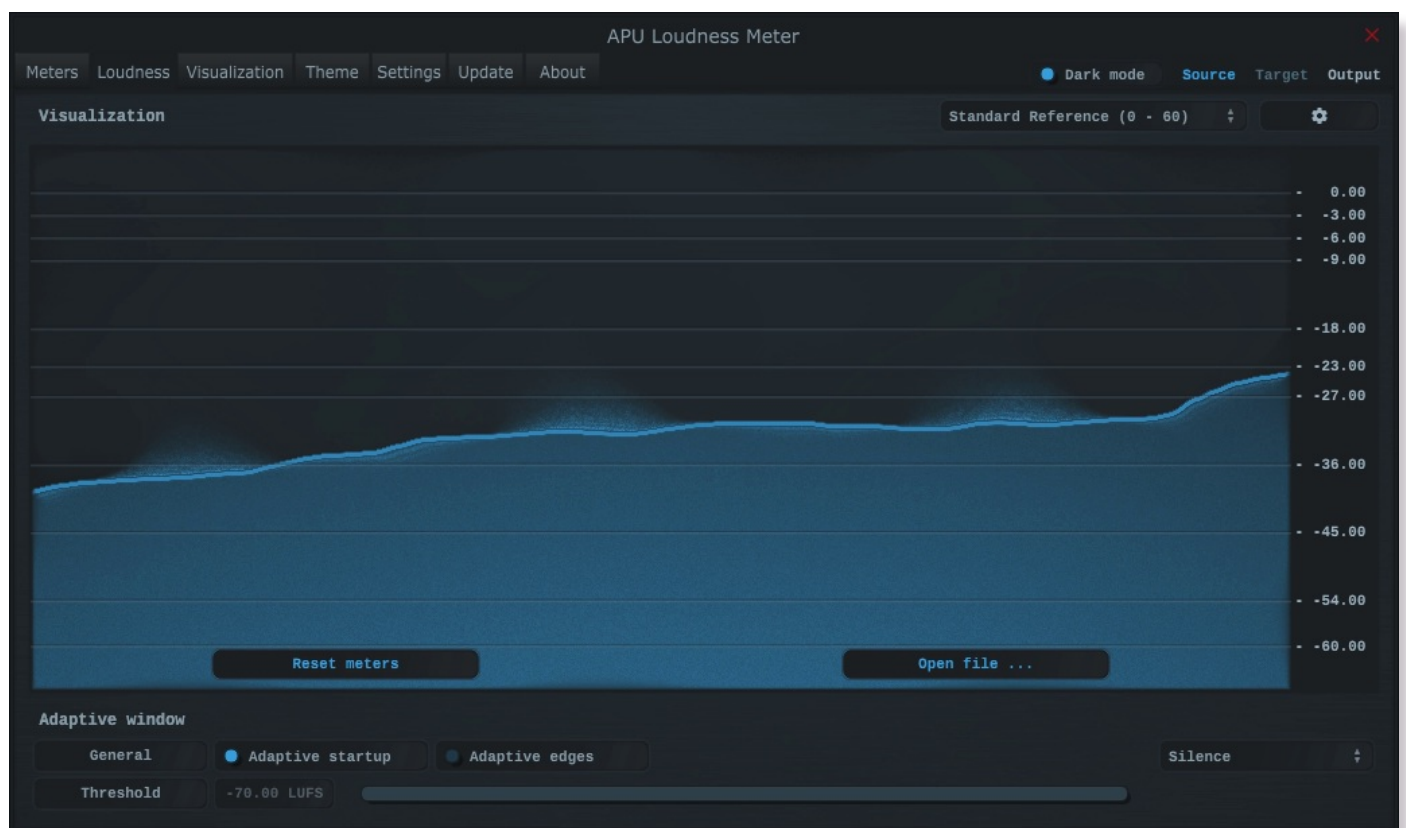 APU Loudness Meter
Meters Loudness Visualization Theme Settings Update About Dark mode Source Target Output
Visualization Standard Reference (0 - 60)
- 0.00
- -3.00
- -6.00
- -9.00
- -18.00
- -23.00
- -27.00
- -36.00
- -45.00
- -54.00
- -60.00
Reset meters Open file ...
Adaptive window
General Adaptive startup Adaptive edges Silence
Threshold -70.00 LUFS